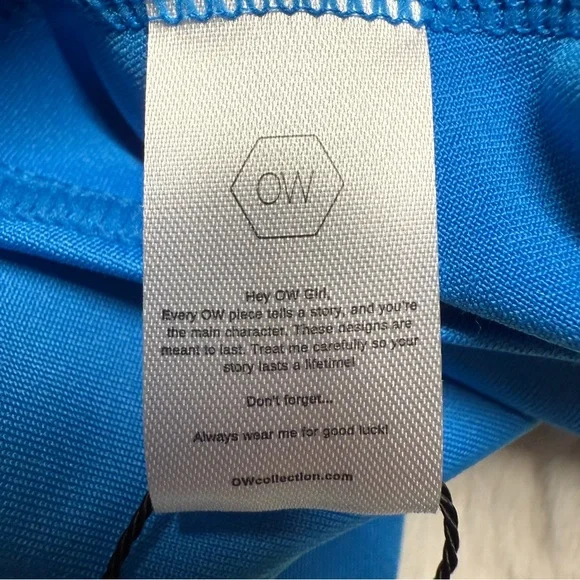 OW
Hey OW Girl,
Every OW piece tells a story, and you're
the main character. These designs are
meant to last. Treat me carefully so your
story lasts a lifetime!
Don't forget...
Always wear me for good luck!
OWcollection.com